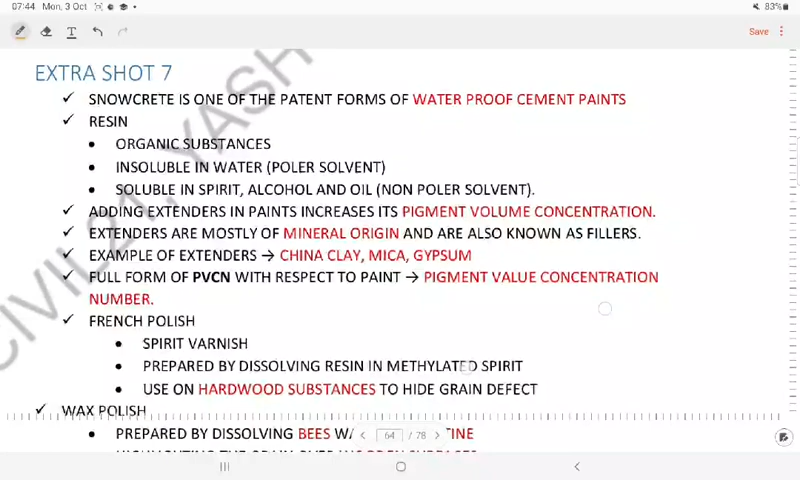 07:44 Mon, 3 Oct 83%
Save
EXTRA SHOT 7
✓ SNOWCRETE IS ONE OF THE PATENT FORMS OF WATER PROOF CEMENT PAINTS
✓ RESIN
• ORGANIC SUBSTANCES
• INSOLUBLE IN WATER (POLER SOLVENT)
• SOLUBLE IN SPIRIT, ALCOHOL AND OIL (NON POLER SOLVENT).
✓ ADDING EXTENDERS IN PAINTS INCREASES ITS PIGMENT VOLUME CONCENTRATION.
✓ EXTENDERS ARE MOSTLY OF MINERAL ORIGIN AND ARE ALSO KNOWN AS FILLERS.
✓ EXAMPLE OF EXTENDERS → CHINA CLAY, MICA, GYPSUM
✓ FULL FORM OF PVCN WITH RESPECT TO PAINT → PIGMENT VALUE CONCENTRATION
NUMBER.
✓ FRENCH POLISH
• SPIRIT VARNISH
• PREPARED BY DISSOLVING RESIN IN METHYLATED SPIRIT
• USE ON HARDWOOD SUBSTANCES TO HIDE GRAIN DEFECT
✓ WAX POLISH
• PREPARED BY DISSOLVING BEES
64 / 78
CIVIL21, YASH